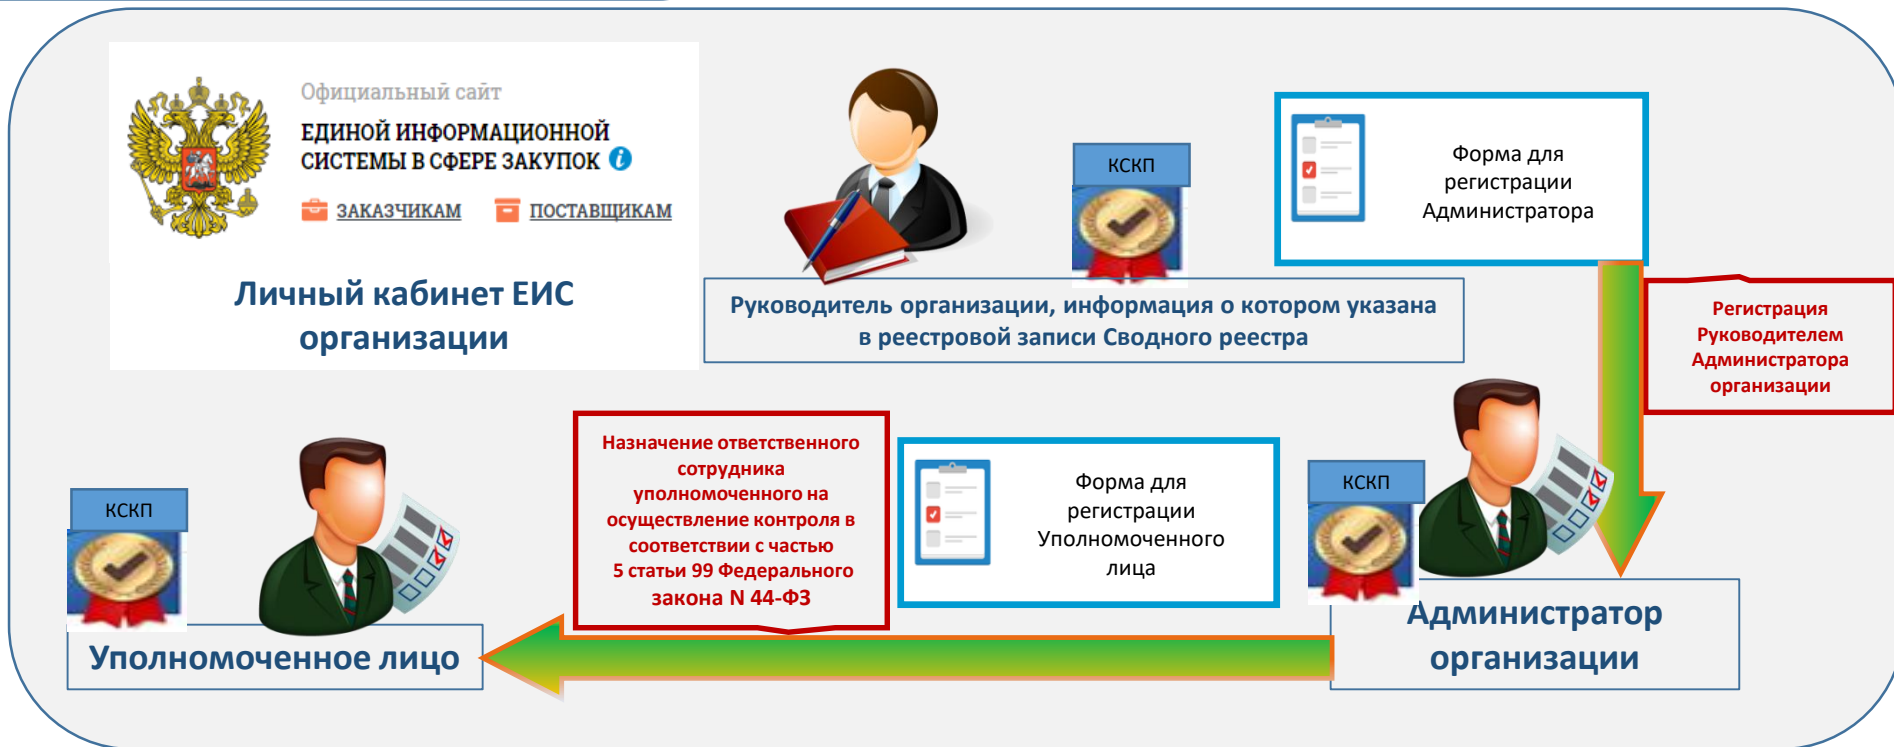 Официальный сайт
ЕДИНОЙ ИНФОРМАЦИОННОЙ
СИСТЕМЫ В СФЕРЕ ЗАКУПОК i
ЗАКАЗЧИКАМ ПОСТАВЩИКАМ
Личный кабинет ЕИС
организации
КСКП
Руководитель организации, информация о котором указана
в реестровой записи Сводного реестра
Форма для
регистрации
Администратора
Регистрация
Руководителем
Администратора
организации
КСКП
Администратор
организации
Форма для
регистрации
Уполномоченного
лица
Назначение ответственного
сотрудника
уполномоченного на
осуществление контроля в
соответствии с частью
5 статьи 99 Федерального
закона N 44-ФЗ
КСКП
Уполномоченное лицо